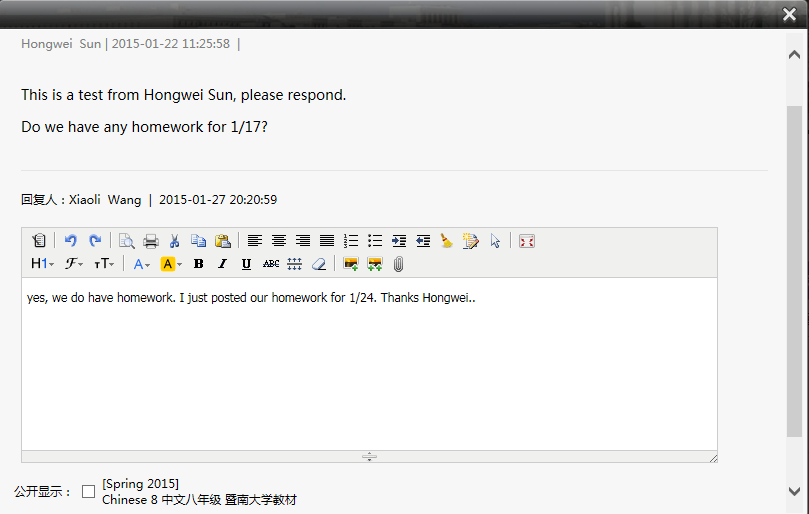 Hongwei Sun | 2015-01-22 11:25:58 |
This is a test from Hongwei Sun, please respond.
Do we have any homework for 1/17?
回复人 : Xiaoli Wang | 2015-01-27 20:20:59
H1 ℱ тT A A B I U ABC
yes, we do have homework. I just posted our homework for 1/24. Thanks Hongwei..
公开显示 :
[Spring 2015]
Chinese 8 中文八年级 暨南大学教材